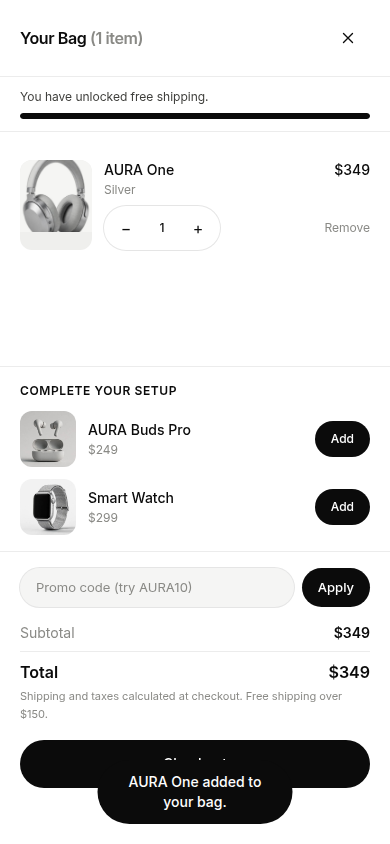 Your Bag (1 item)
You have unlocked free shipping.
AURA One
$349
Silver
− 1 +
Remove
COMPLETE YOUR SETUP
AURA Buds Pro
$249
Add
Smart Watch
$299
Add
Promo code (try AURA10)
Apply
Subtotal
$349
Total
$349
Shipping and taxes calculated at checkout. Free shipping over
$150.
AURA One added to
your bag.